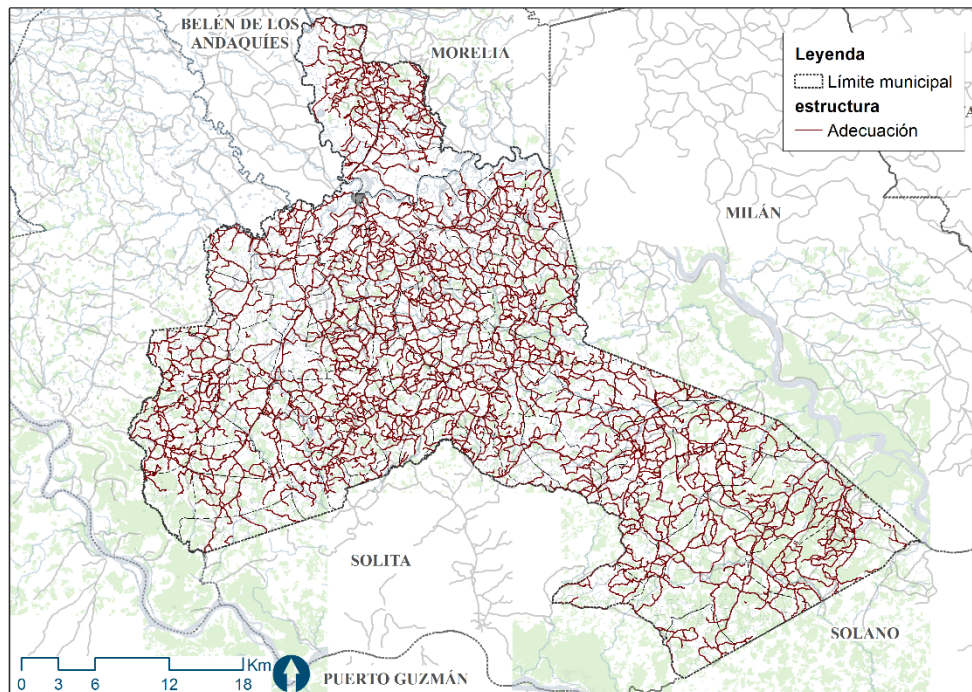 BELÉN DE LOS
ANDAQUÍES
MORELIA
Leyenda
Límite municipal
estructura
Adecuación
MILÁN
SOLITA
SOLANO
PUERTO GUZMÁN
Km
0 3 6 12 18